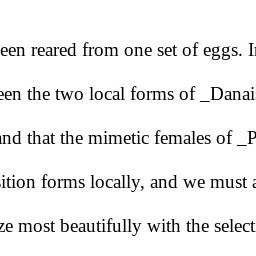 een reared from one set of eggs. I
een the two local forms of _Danai
and that the mimetic females of _P
sition forms locally, and we must a
ze most beautifully with the select